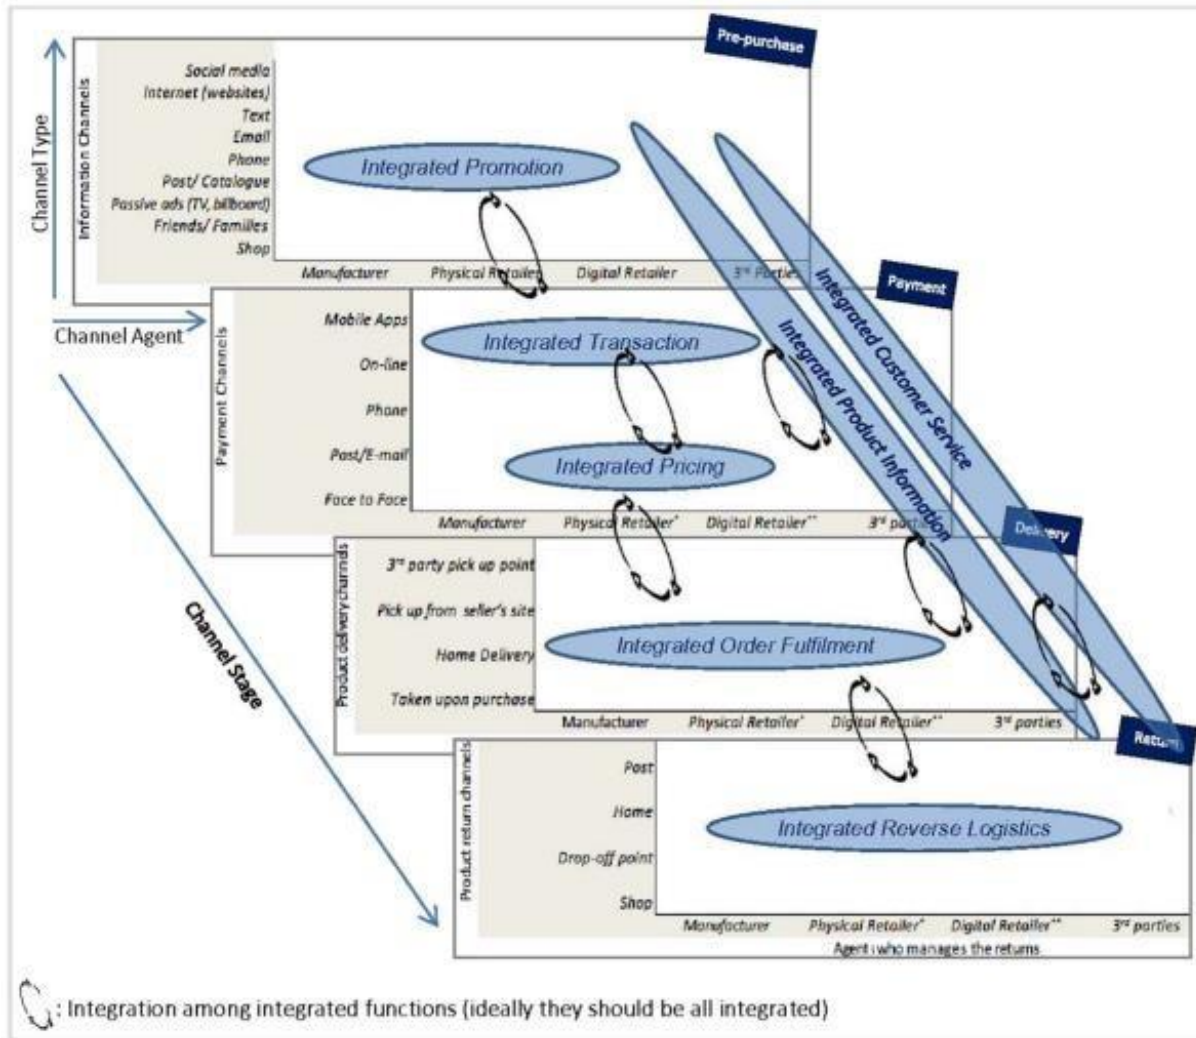 Pre-purchase
Channel Type
Information Channels
Social media
Internet (websites)
Text
Email
Phone
Post/ Catalogue
Passive ads (TV, billboard)
Friends/ Families
Shop
Integrated Promotion
Manufacturer Physical Retailer Digital Retailer 3rd Parties
Channel Agent
Payment
Payment Channels
Mobile Apps
On-line
Phone
Post/E-mail
Face to Face
Integrated Transaction
Integrated Pricing
Manufacturer Physical Retailer* Digital Retailer** 3rd parties
Integrated Product Information
Integrated Customer Service
Channel Stage
Delivery
Product delivery channels
3rd party pick up point
Pick up from seller's site
Home Delivery
Taken upon purchase
Integrated Order Fulfilment
Manufacturer Physical Retailer* Digital Retailer** 3rd parties
Return
Product return channels
Post
Home
Drop-off point
Shop
Integrated Reverse Logistics
Manufacturer Physical Retailer* Digital Retailer** 3rd parties
Agent who manages the returns
: Integration among integrated functions (ideally they should be all integrated)